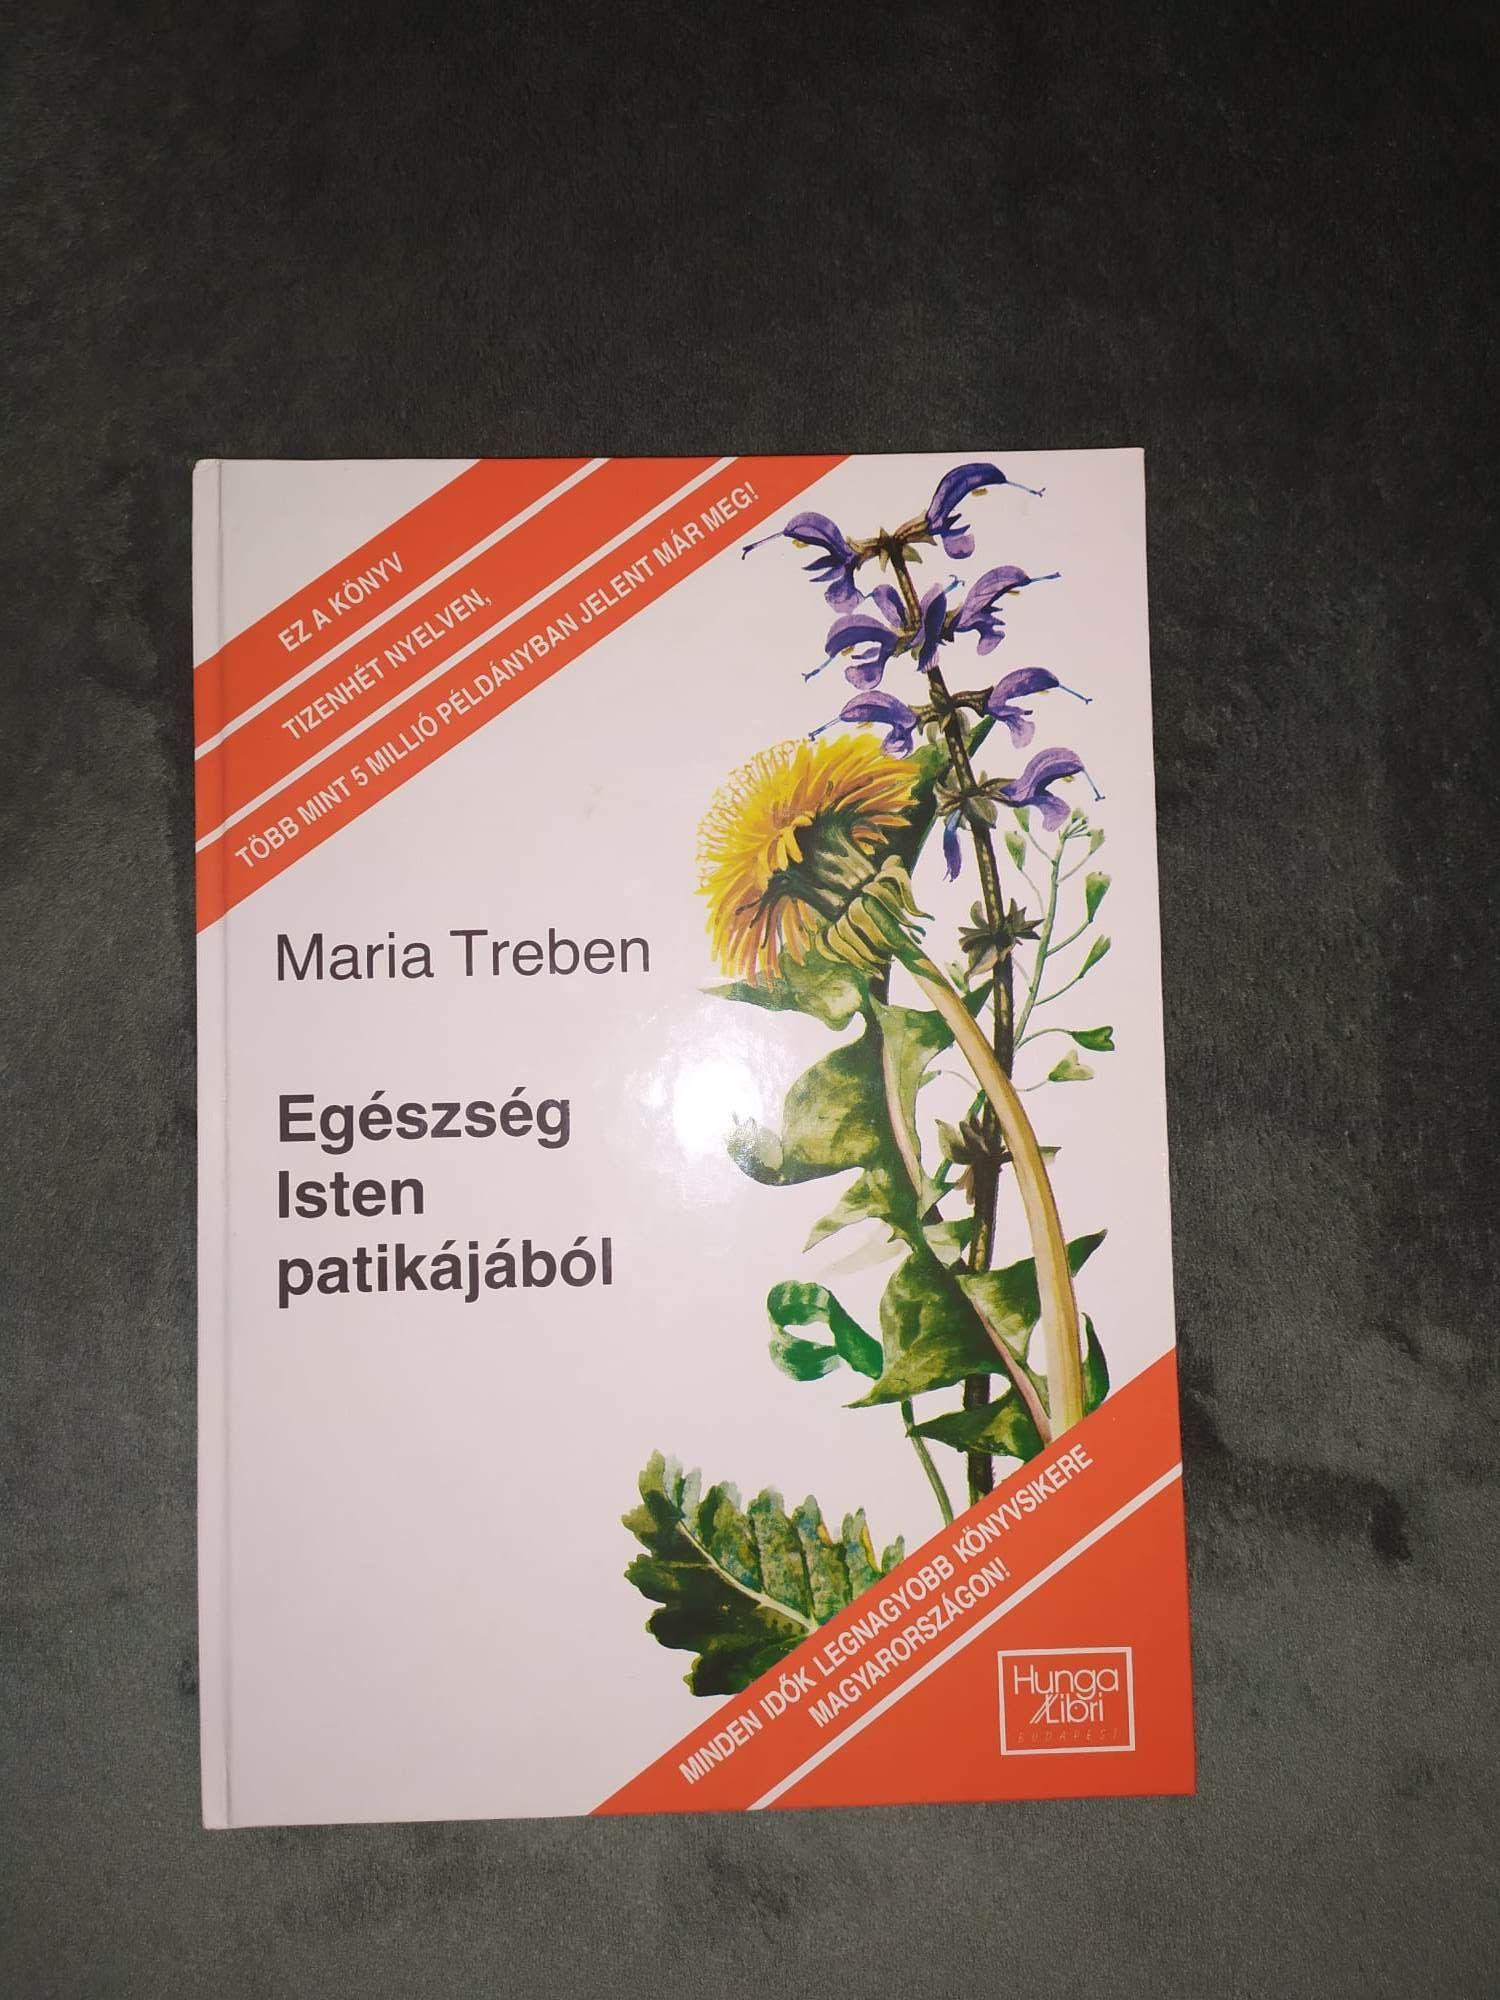 EZ A KÖNYV
TIZENHÉT NYELVEN,
TÖBB MINT 5 MILLIÓ PÉLDÁNYBAN JELENT MÁR MEG!
Maria Treben
Egészség
Isten
patikájából
MINDEN IDŐK LEGNAGYOBB KÖNYVSIKERE
MAGYARORSZÁGON!
Hunga
Libri
BUDAPEST